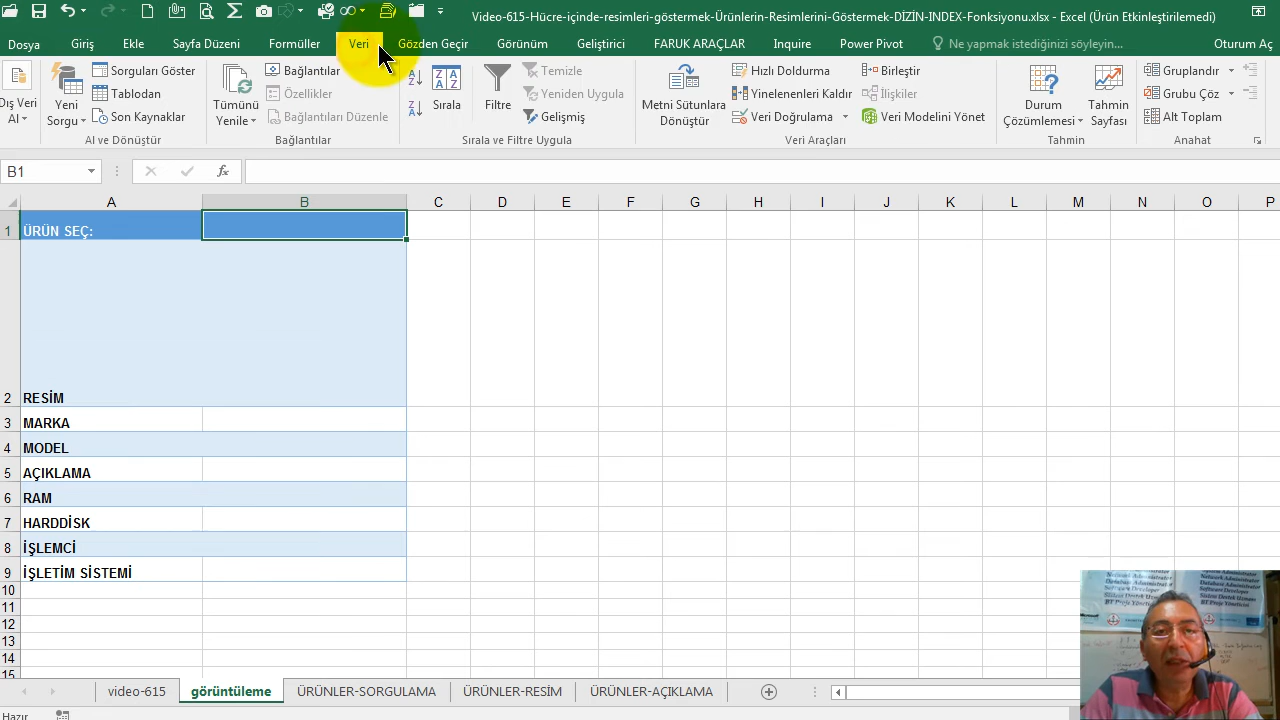 Video-615-Hücre-içinde-resimleri-göstermek-Ürünlerin-Resimlerini-Göstermek-DİZİN-INDEX-Fonksiyonu.xlsx - Excel (Ürün Etkinleştirilemedi)
Dosya Giriş Ekle Sayfa Düzeni Formüller Veri Gözden Geçir Görünüm Geliştirici FARUK ARAÇLAR Inquire Power Pivot Ne yapmak istediğinizi söyleyin... Oturum Aç
Dış Veri Al
Yeni Sorgu
Sorguları Göster
Tablodan
Son Kaynaklar
Al ve Dönüştür
Tümünü Yenile
Bağlantılar
Özellikler
Bağlantıları Düzenle
Bağlantılar
Sırala
Filtre
Temizle
Yeniden Uygula
Gelişmiş
Sırala ve Filtre Uygula
Metni Sütunlara Dönüştür
Hızlı Doldurma
Yinelenenleri Kaldır
Veri Doğrulama
Birleştir
İlişkiler
Veri Modelini Yönet
Veri Araçları
Durum Çözümlemesi
Tahmin Sayfası
Tahmin
Gruplandır
Grubu Çöz
Alt Toplam
Anahat
B1
fx
A B C D E F G H I J K L M N O P
1 ÜRÜN SEÇ:
2 RESİM
3 MARKA
4 MODEL
5 AÇIKLAMA
6 RAM
7 HARDDİSK
8 İŞLEMCİ
9 İŞLETİM SİSTEMİ
10
11
12
13
14
15
video-615 görüntüleme ÜRÜNLER-SORGULAMA ÜRÜNLER-RESİM ÜRÜNLER-AÇIKLAMA
Hazır